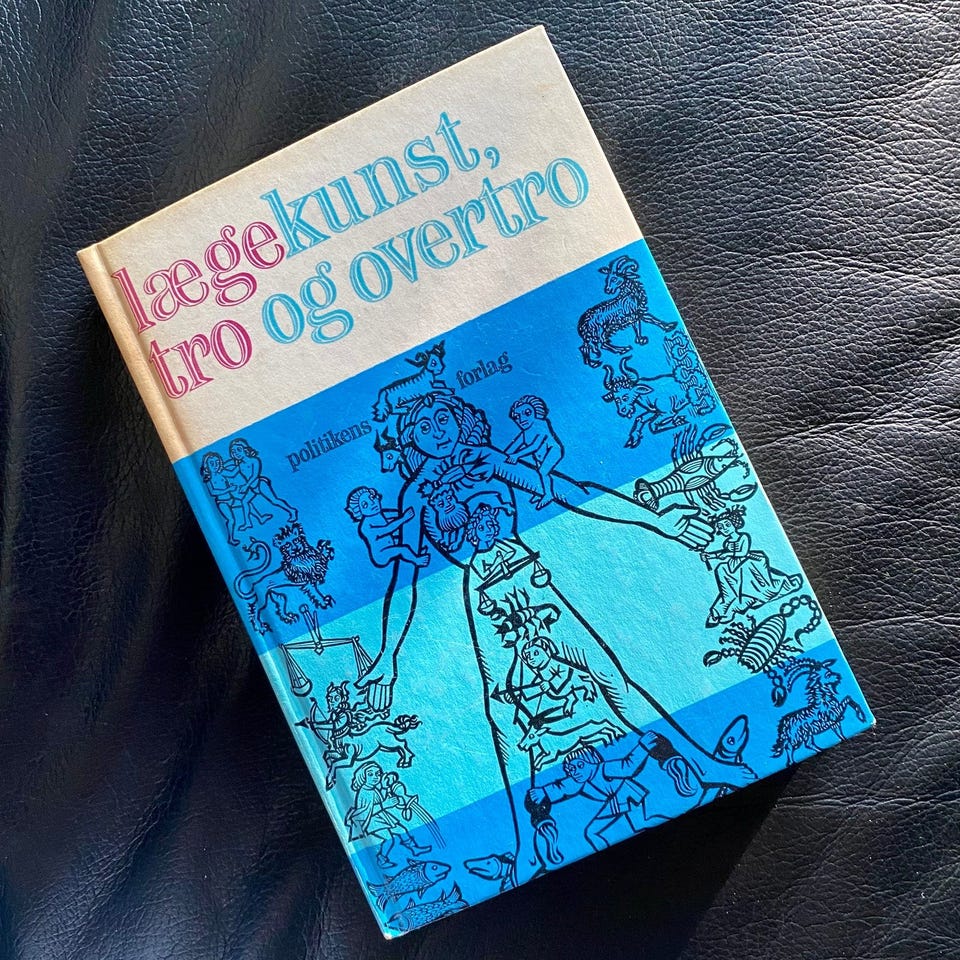 lægekunst,
tro og overtro
politikens forlag